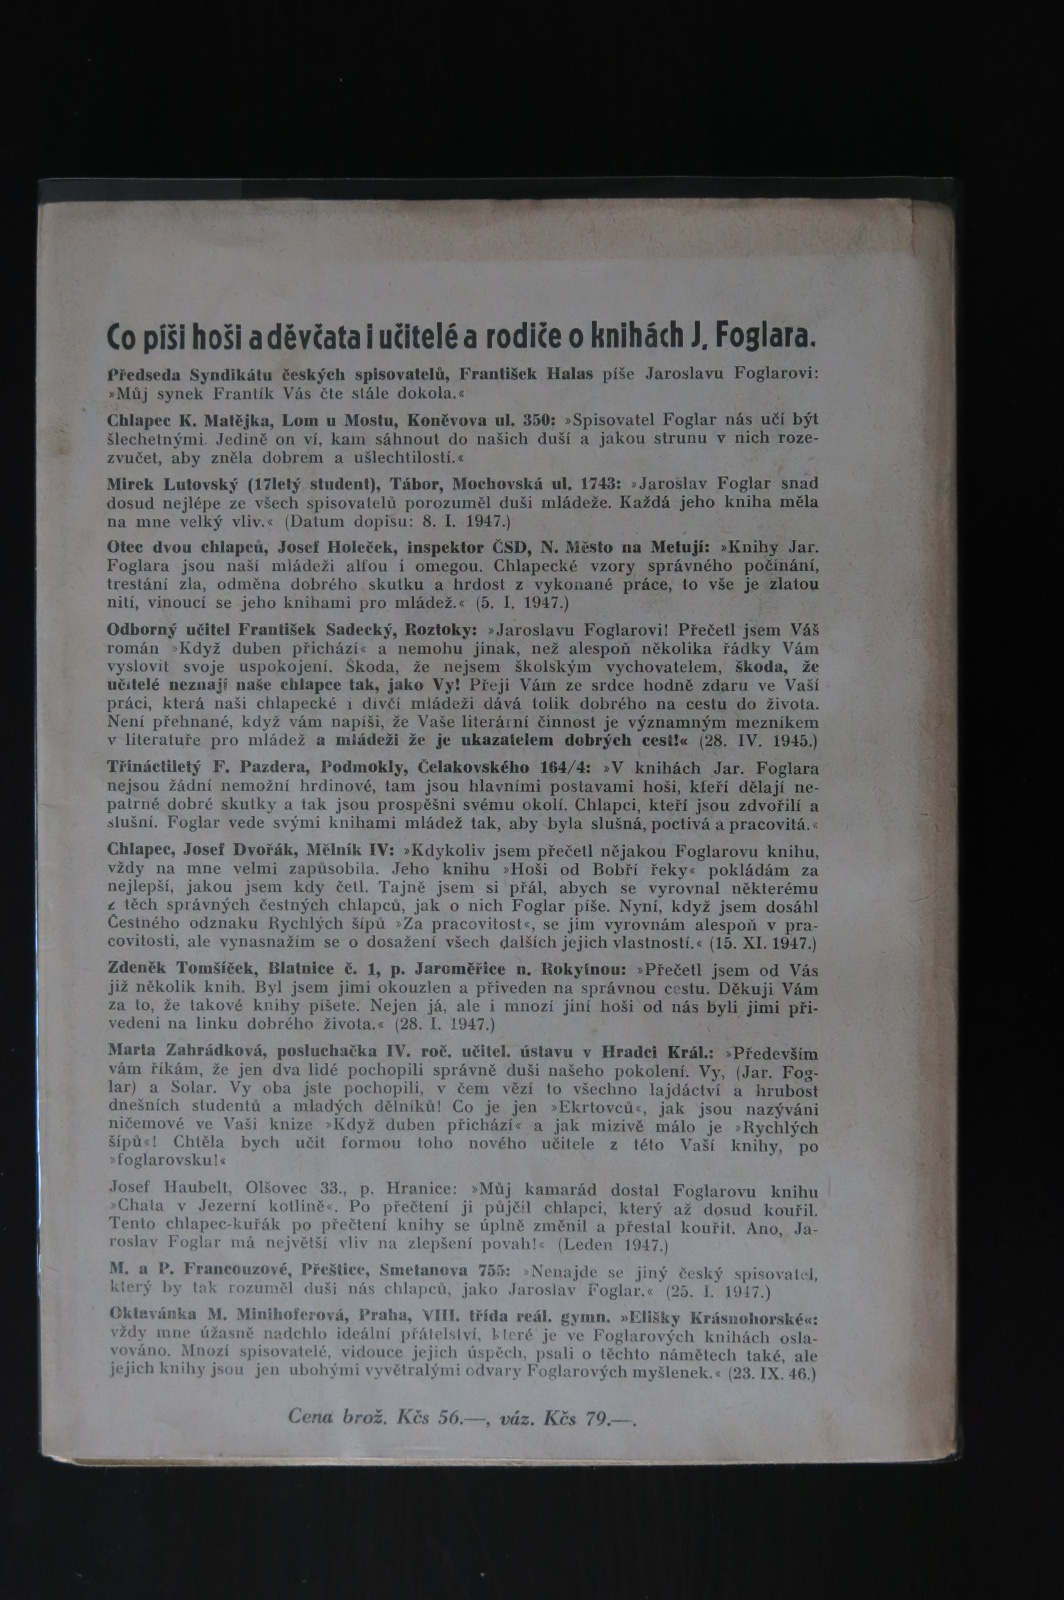 Co píši hoši a děvčata i učitelé a rodiče o knihách J. Foglara.
Předseda Syndikátu českých spisovatelů, František Halas píše Jaroslavu Foglarovi:
»Můj synek Frantík Vás čte stále dokola.«
Chlapec K. Matějka, Lom u Mostu, Koněvova ul. 350: »Spisovatel Foglar nás učí být
šlechetnými. Jedině on ví, kam sáhnout do našich duší a jakou strunu v nich roze-
zvučet, aby zněla dobrem a ušlechtilostí.«
Mirek Lutovský (17letý student), Tábor, Mochovská ul. 1743: »Jaroslav Foglar snad
dosud nejlépe ze všech spisovatelů porozuměl duši mládeže. Každá jeho kniha měla
na mne velký vliv.« (Datum dopisu: 8. I. 1947.)
Otec dvou chlapců, Josef Holeček, inspektor ČSD, N. Město na Metují: »Knihy Jar.
Foglara jsou naší mládeži alfou i omegou. Chlapecké vzory správného počínání,
trestání zla, odměna dobrého skutku a hrdost z vykonané práce, to vše je zlatou
nití, vinoucí se jeho knihami pro mládež.« (5. I. 1947.)
Odborný učitel František Sadecký, Roztoky: »Jaroslavu Foglarovi! Přečetl jsem Váš
román »Když duben přichází« a nemohu jinak, než alespoň několika řádky Vám
vyslovit svoje uspokojení. Škoda, že nejsem školským vychovatelem, škoda, že
učitelé neznají naše chlapce tak, jako Vy! Přeji Vám ze srdce hodně zdaru ve Vaší
práci, která naši chlapecké i dívčí mládeži dává tolik dobrého na cestu do života.
Není přehnané, když vám napíši, že Vaše literární činnost je významným mezníkem
v literatuře pro mládež a mládeži že je ukazatelem dobrých cest!« (28. IV. 1945.)
Třináctiletý F. Pazdera, Podmokly, Čelakovského 164/4: »V knihách Jar. Foglara
nejsou žádní nemožní hrdinové, tam jsou hlavními postavami hoši, kteří dělají ne-
patrné dobré skutky a tak jsou prospěšni svému okolí. Chlapci, kteří jsou zdvořilí a
slušní. Foglar vede svými knihami mládež tak, aby byla slušná, poctivá a pracovitá.«
Chlapec, Josef Dvořák, Mělník IV: »Kdykoliv jsem přečetl nějakou Foglarovu knihu,
vždy na mne velmi zapůsobila. Jeho knihu »Hoši od Bobří řeky« pokládám za
nejlepší, jakou jsem kdy četl. Tajně jsem si přál, abych se vyrovnal některému
z těch správných čestných chlapců, jak o nich Foglar píše. Nyní, když jsem dosáhl
Čestného odznaku Rychlých šípů »Za pracovitost«, se jim vyrovnám alespoň v pra-
covitosti, ale vynasnažím se o dosažení všech dalších jejich vlastností.« (15. XI. 1947.)
Zdeněk Tomšíček, Blatnice č. 1, p. Jaroměřice n. Rokytnou: »Přečetl jsem od Vás
již několik knih. Byl jsem jimi okouzlen a přiveden na správnou cestu. Děkuji Vám
za to, že takové knihy píšete. Nejen já, ale i mnozí jiní hoši od nás byli jimi při-
vedeni na linku dobrého života.« (28. I. 1947.)
Marta Zahrádková, posluchačka IV. roč. učitel. ústavu v Hradci Král.: »Především
vám říkám, že jen dva lidé pochopili správně duši našeho pokolení. Vy, (Jar. Fog-
lar) a Solar. Vy oba jste pochopili, v čem vězí to všechno lajdáctví a hrubost
dnešních studentů a mladých dělníků! Co je jen »Ekrtovců«, jak jsou nazýváni
ničemové ve Vaší knize »Když duben přichází« a jak mizivě málo je »Rychlých
šípů«! Chtěla bych učit formou toho nového učitele z této Vaší knihy, po
»foglarovsku!«
Josef Haubelt, Olšovec 33., p. Hranice: »Můj kamarád dostal Foglarovu knihu
»Chata v Jezerní kotlině«. Po přečtení ji půjčil chlapci, který až dosud kouřil.
Tento chlapec-kuřák po přečtení knihy se úplně změnil a přestal kouřit. Ano, Ja-
roslav Foglar má největší vliv na zlepšení povah!« (Leden 1947.)
M. a P. Francouzové, Přeštice, Smetanova 755: »Nenajde se jiný český spisovatel,
který by tak rozuměl duši nás chlapců, jako Jaroslav Foglar.« (25. I. 1947.)
Oktavánka M. Minihoferová, Praha, VIII. třída reál. gymn. »Elišky Krásnohorské«:
vždy mne úžasně nadchlo ideální přátelství, které je ve Foglarových knihách osla-
vováno. Mnozí spisovatelé, vidouce jejich úspěch, psali o těchto námětech také, ale
jejich knihy jsou jen ubohými vyvětralými odvary Foglarových myšlenek.« (23. IX. 46.)
Cena brož. Kčs 56.—, váz. Kčs 79.—.